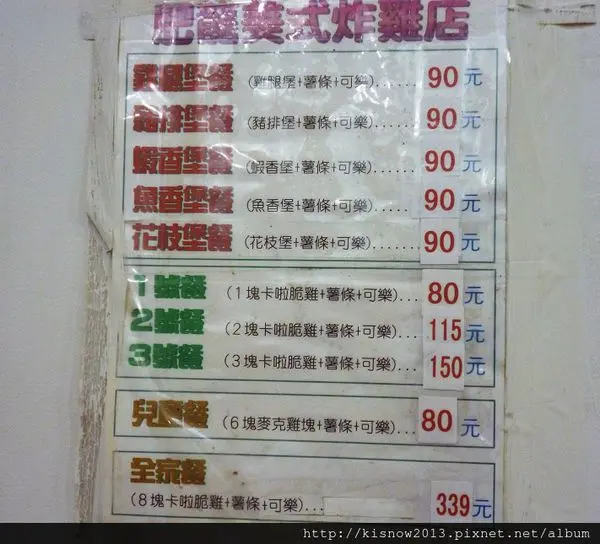 肥薩美式炸雞店
雞腿堡餐 (雞腿堡+薯條+可樂)......90元
豬排堡餐 (豬排堡+薯條+可樂)......90元
蝦香堡餐 (蝦香堡+薯條+可樂)......90元
魚香堡餐 (魚香堡+薯條+可樂)...90元
花枝堡餐 (花枝堡+薯條+可樂)...90元
1號餐 (1塊卡啦脆雞+薯條+可樂)...80元
2號餐 (2塊卡啦脆雞+薯條+可樂)...115元
3號餐 (3塊卡啦脆雞+薯條+可樂)...150元
兒童餐 (6塊麥克雞塊+薯條+可樂)...80元
全家餐
(8塊卡啦脆雞+薯條+可樂)...339元
http://kisnow2013.pixnet.net/album